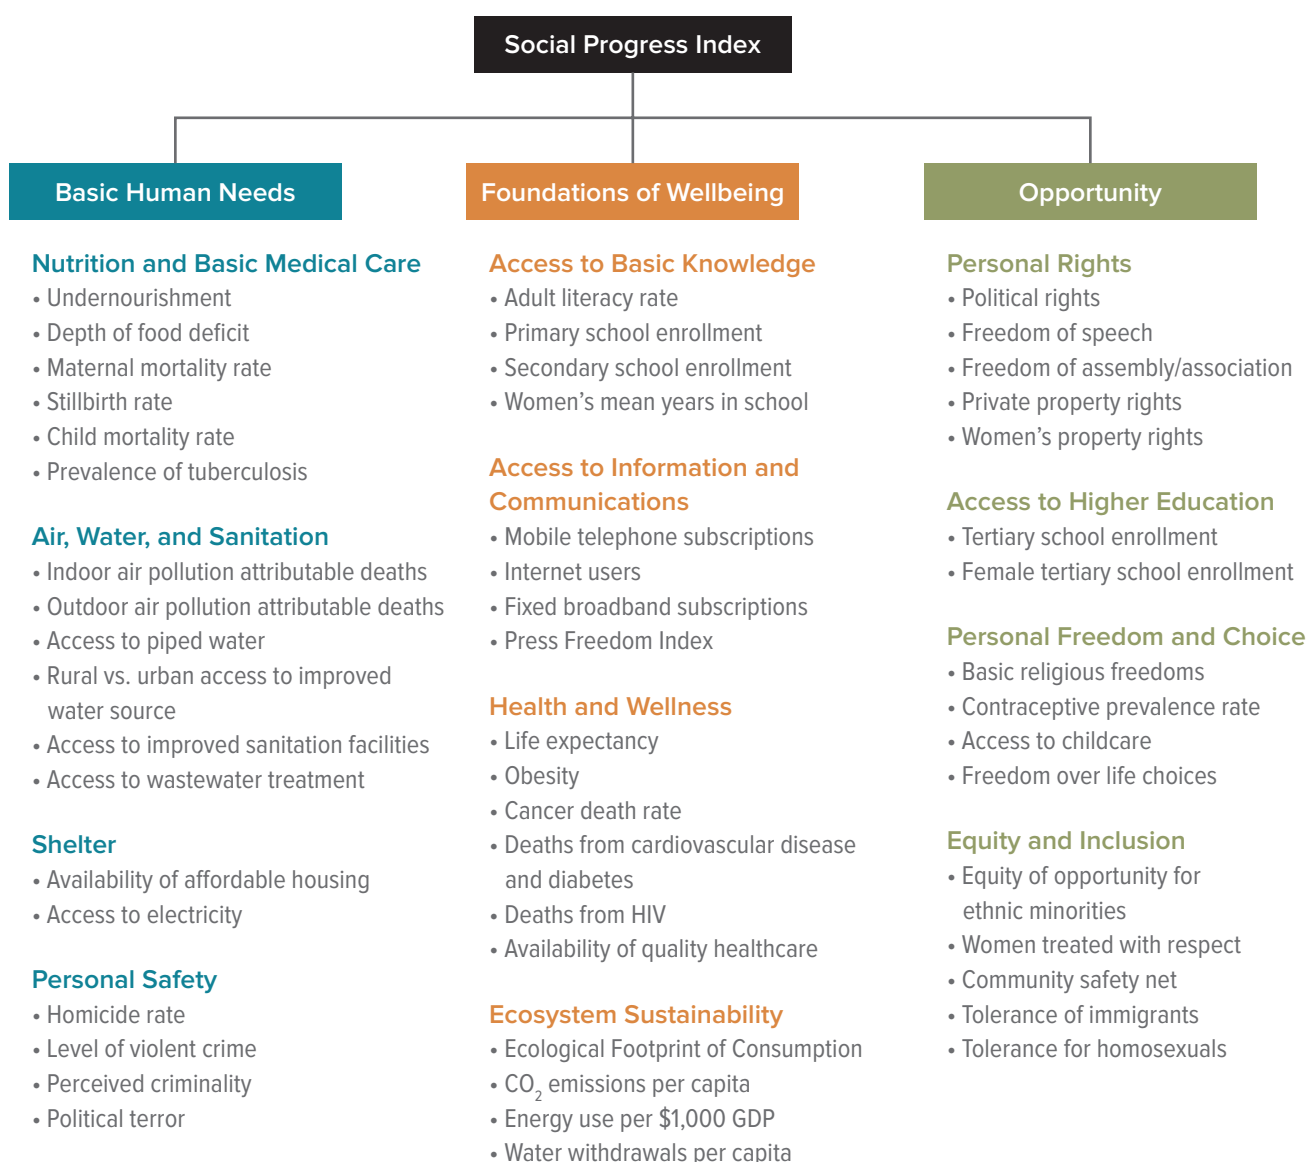 Social Progress Index
Basic Human Needs
Nutrition and Basic Medical Care
• Undernourishment
• Depth of food deficit
• Maternal mortality rate
• Stillbirth rate
• Child mortality rate
• Prevalence of tuberculosis
Air, Water, and Sanitation
• Indoor air pollution attributable deaths
• Outdoor air pollution attributable deaths
• Access to piped water
• Rural vs. urban access to improved
water source
• Access to improved sanitation facilities
• Access to wastewater treatment
Shelter
• Availability of affordable housing
• Access to electricity
Personal Safety
• Homicide rate
• Level of violent crime
• Perceived criminality
• Political terror
Foundations of Wellbeing
Access to Basic Knowledge
• Adult literacy rate
• Primary school enrollment
• Secondary school enrollment
• Women’s mean years in school
Access to Information and
Communications
• Mobile telephone subscriptions
• Internet users
• Fixed broadband subscriptions
• Press Freedom Index
Health and Wellness
• Life expectancy
• Obesity
• Cancer death rate
• Deaths from cardiovascular disease
and diabetes
• Deaths from HIV
• Availability of quality healthcare
Ecosystem Sustainability
• Ecological Footprint of Consumption
• CO₂ emissions per capita
• Energy use per $1,000 GDP
• Water withdrawals per capita
Opportunity
Personal Rights
• Political rights
• Freedom of speech
• Freedom of assembly/association
• Private property rights
• Women’s property rights
Access to Higher Education
• Tertiary school enrollment
• Female tertiary school enrollment
Personal Freedom and Choice
• Basic religious freedoms
• Contraceptive prevalence rate
• Access to childcare
• Freedom over life choices
Equity and Inclusion
• Equity of opportunity for
ethnic minorities
• Women treated with respect
• Community safety net
• Tolerance of immigrants
• Tolerance for homosexuals